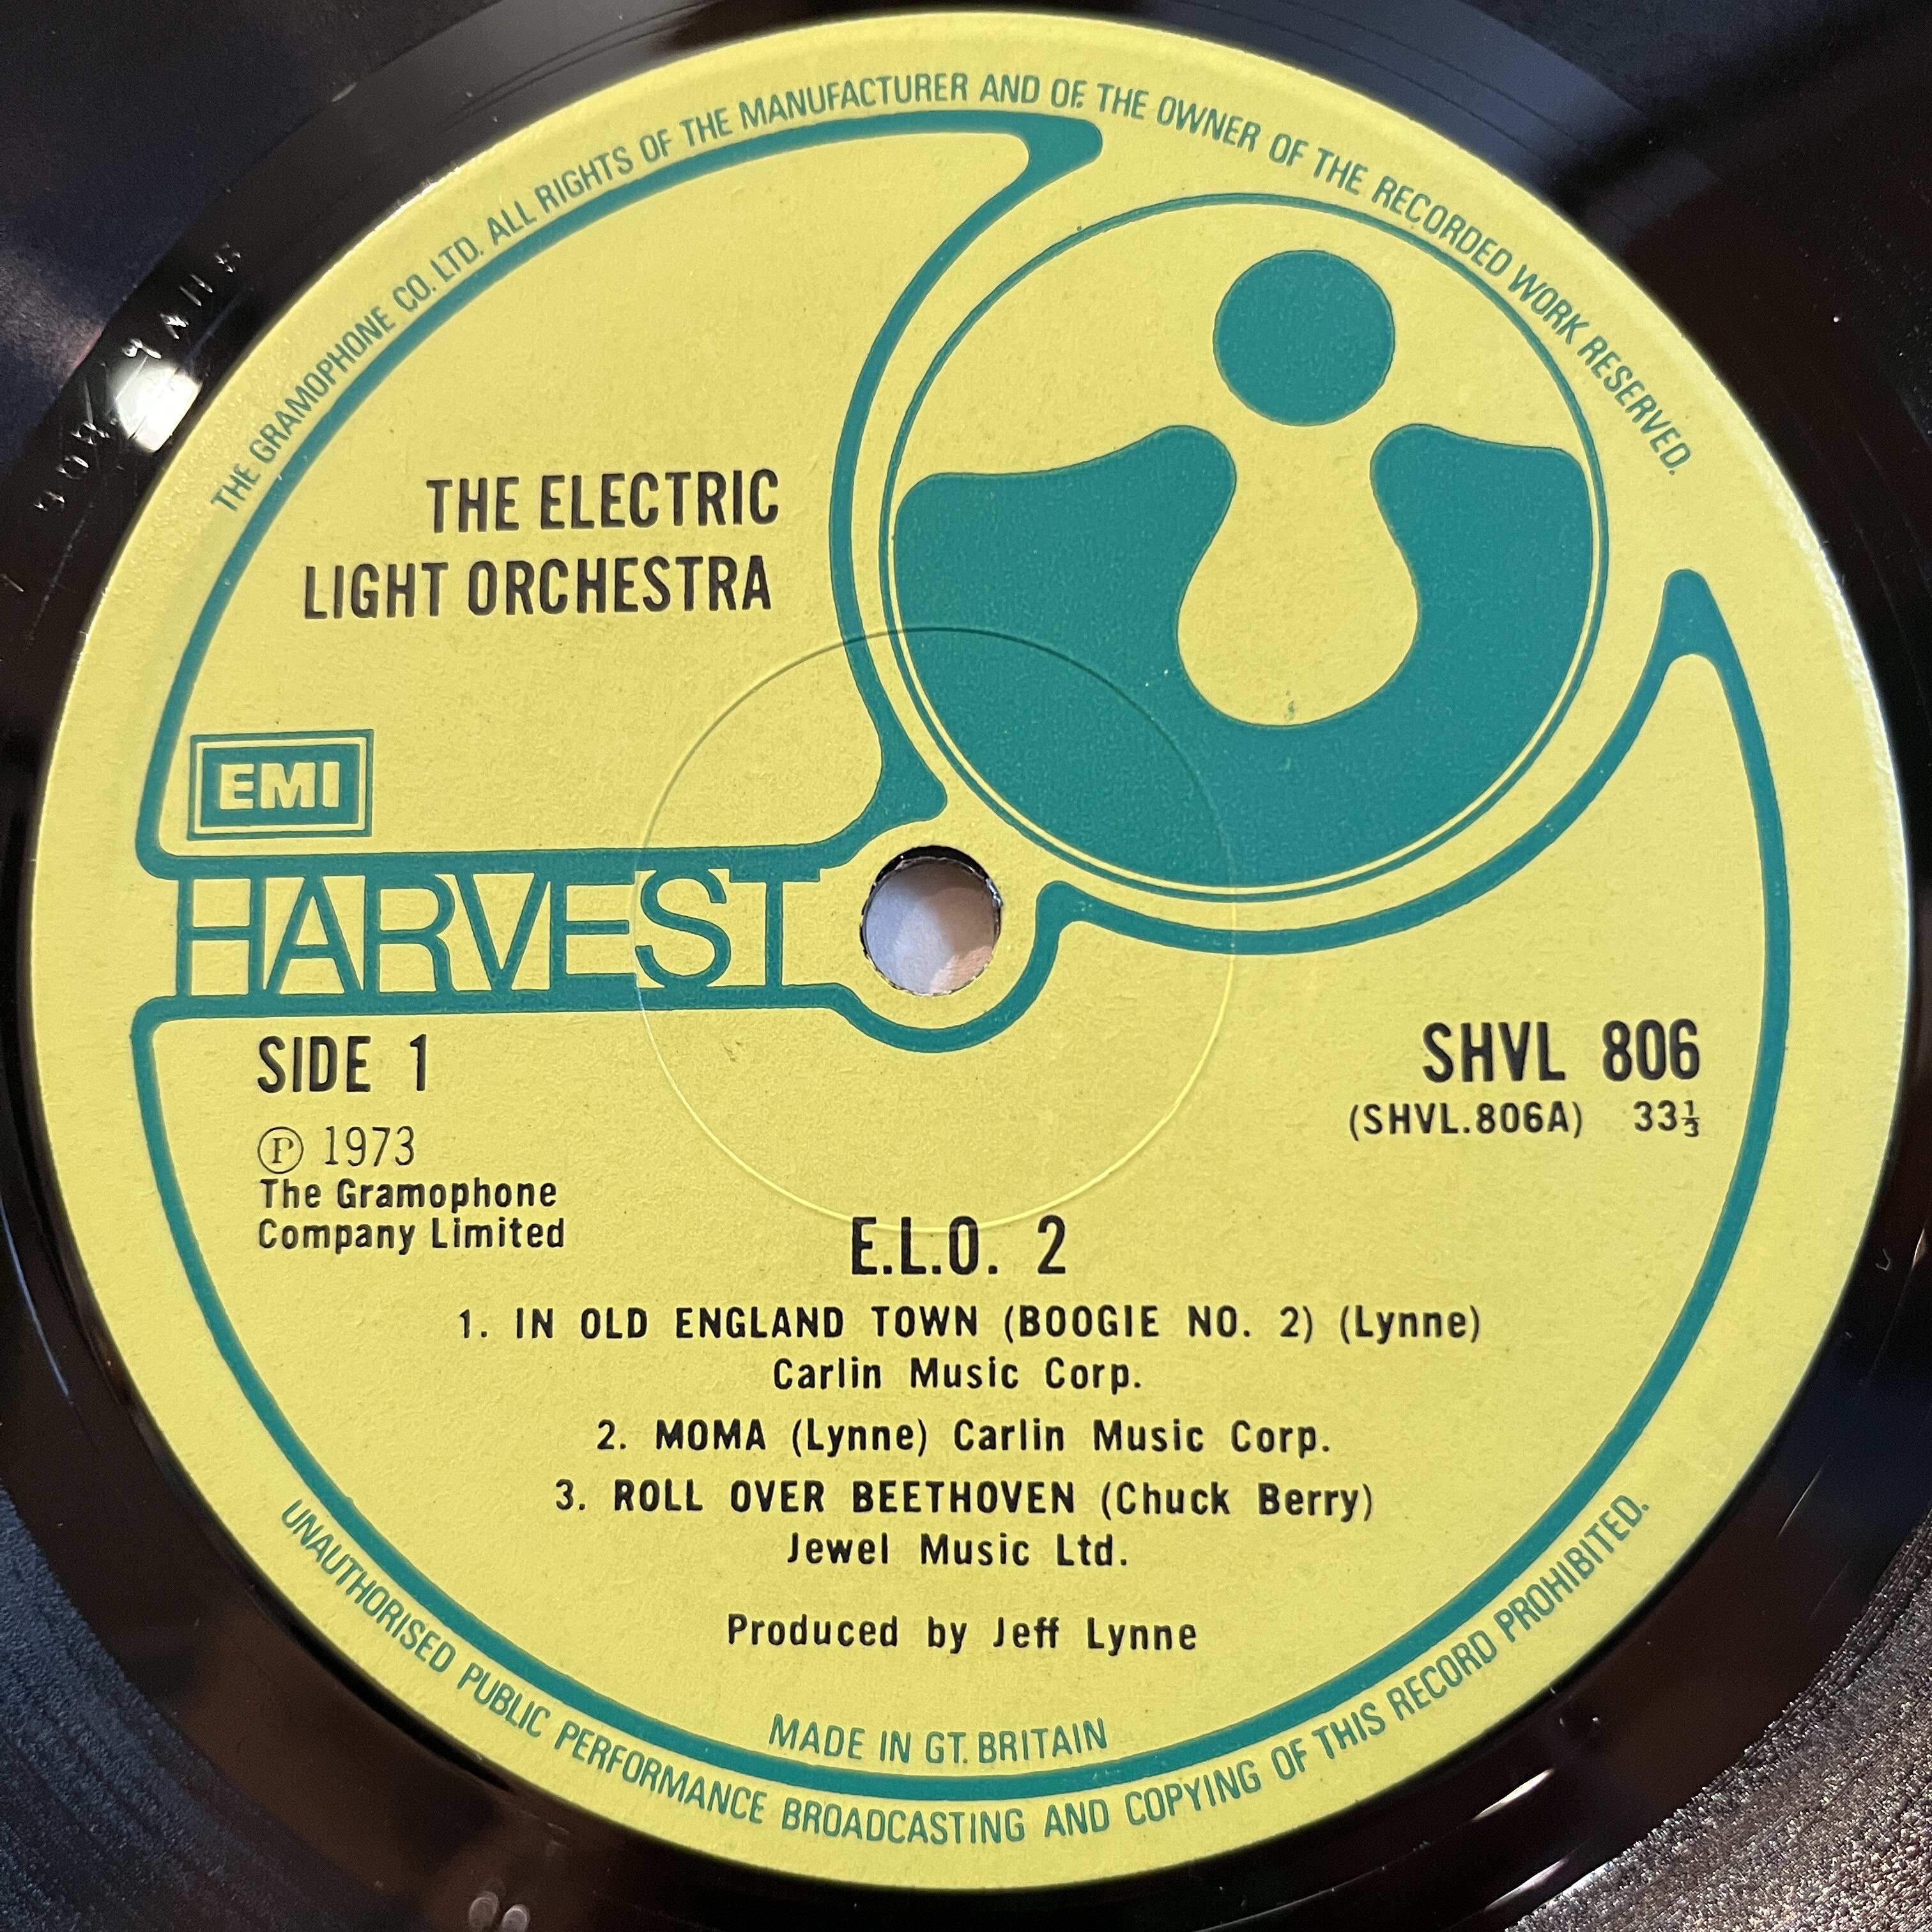 THE GRAMOPHONE CO. LTD. ALL RIGHTS OF THE MANUFACTURER AND OF THE OWNER OF THE RECORDED WORK RESERVED.
THE ELECTRIC
LIGHT ORCHESTRA
EMI
HARVEST
SIDE 1
SHVL 806
Ⓟ 1973
(SHVL.806A) 33⅓
The Gramophone
Company Limited
E.L.O. 2
1. IN OLD ENGLAND TOWN (BOOGIE NO. 2) (Lynne)
Carlin Music Corp.
2. MOMA (Lynne) Carlin Music Corp.
3. ROLL OVER BEETHOVEN (Chuck Berry)
Jewel Music Ltd.
Produced by Jeff Lynne
MADE IN GT. BRITAIN
UNAUTHORISED PUBLIC PERFORMANCE BROADCASTING AND COPYING OF THIS RECORD PROHIBITED.